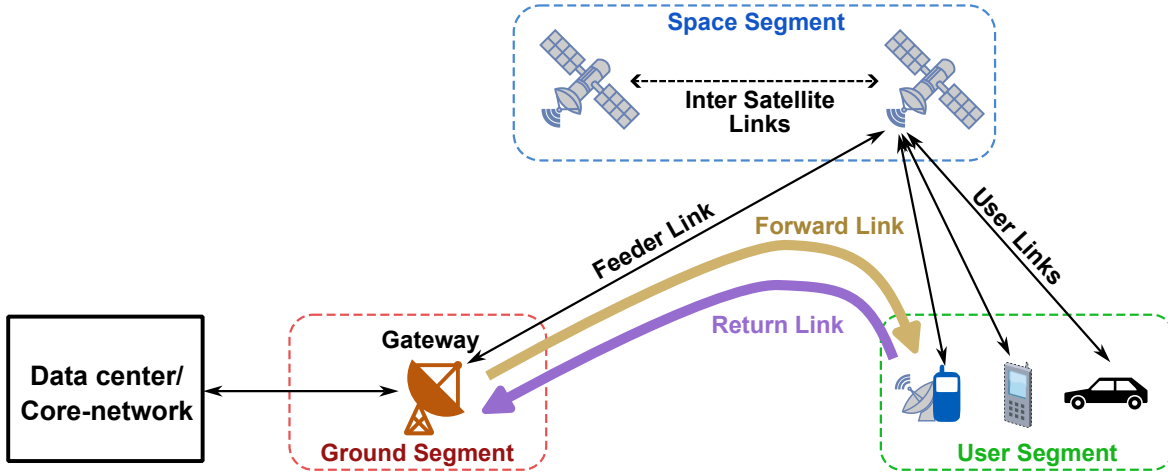 Space Segment
Inter Satellite
Links
Feeder Link
Forward Link
User Links
Return Link
Gateway
Data center/
Core-network
Ground Segment
User Segment